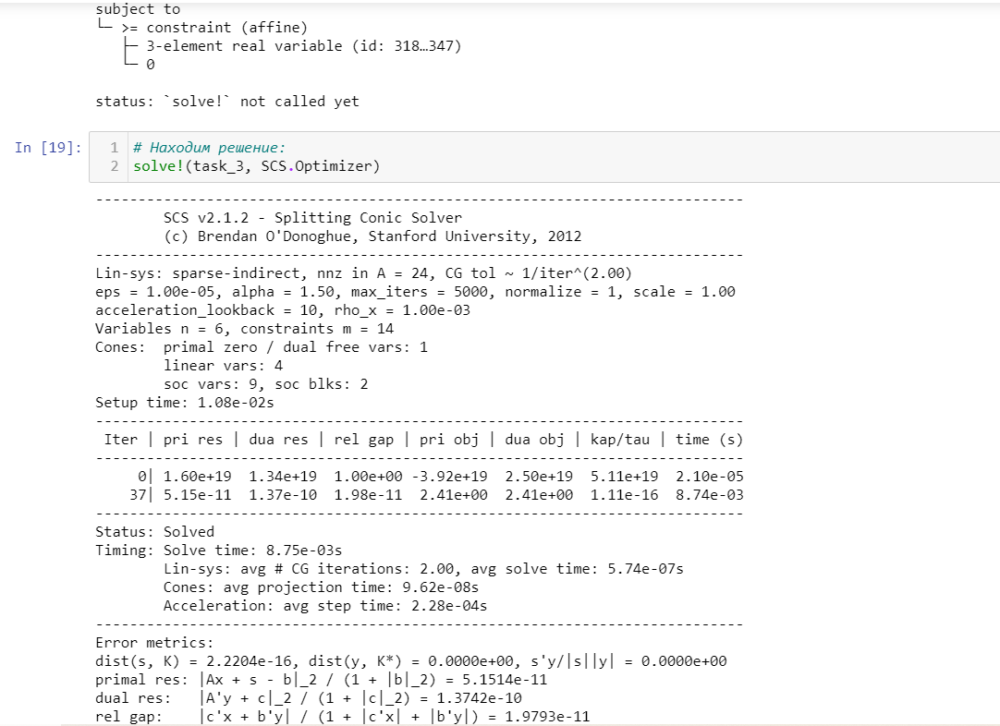 subject to
└─ >= constraint (affine)
   ├─ 3-element real variable (id: 318…347)
   └─ 0
status: `solve!` not called yet
In [19]:
1 # Находим решение:
2 solve!(task_3, SCS.Optimizer)
----------------------------------------------------------------------------
        SCS v2.1.2 - Splitting Conic Solver
        (c) Brendan O'Donoghue, Stanford University, 2012
----------------------------------------------------------------------------
Lin-sys: sparse-indirect, nnz in A = 24, CG tol ~ 1/iter^(2.00)
eps = 1.00e-05, alpha = 1.50, max_iters = 5000, normalize = 1, scale = 1.00
acceleration_lookback = 10, rho_x = 1.00e-03
Variables n = 6, constraints m = 14
Cones:  primal zero / dual free vars: 1
        linear vars: 4
        soc vars: 9, soc blks: 2
Setup time: 1.08e-02s
----------------------------------------------------------------------------
 Iter | pri res | dua res | rel gap | pri obj | dua obj | kap/tau | time (s)
----------------------------------------------------------------------------
     0| 1.60e+19  1.34e+19  1.00e+00 -3.92e+19  2.50e+19  5.11e+19  2.10e-05
    37| 5.15e-11  1.37e-10  1.98e-11  2.41e+00  2.41e+00  1.11e-16  8.74e-03
----------------------------------------------------------------------------
Status: Solved
Timing: Solve time: 8.75e-03s
        Lin-sys: avg # CG iterations: 2.00, avg solve time: 5.74e-07s
        Cones: avg projection time: 9.62e-08s
        Acceleration: avg step time: 2.28e-04s
----------------------------------------------------------------------------
Error metrics:
dist(s, K) = 2.2204e-16, dist(y, K*) = 0.0000e+00, s'y/|s||y| = 0.0000e+00
primal res: |Ax + s - b|_2 / (1 + |b|_2) = 5.1514e-11
dual res:   |A'y + c|_2 / (1 + |c|_2) = 1.3742e-10
rel gap:    |c'x + b'y| / (1 + |c'x| + |b'y|) = 1.9793e-11